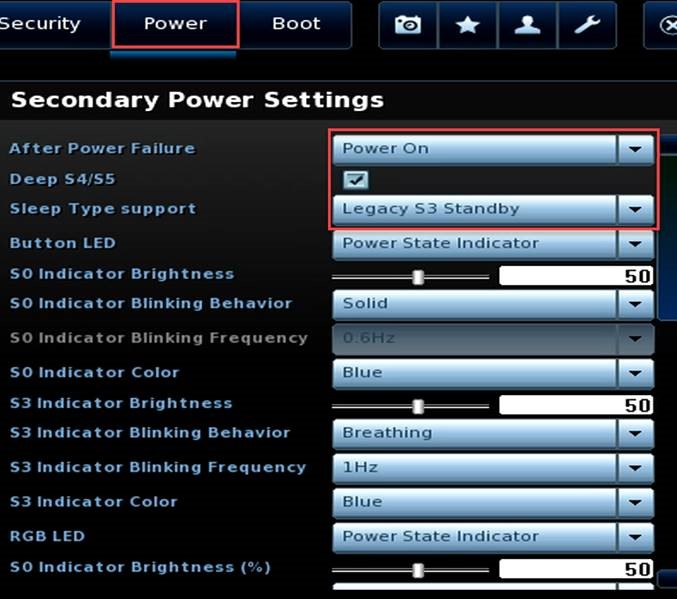 Security Power Boot
Secondary Power Settings
After Power Failure Power On
Deep S4/S5
Sleep Type support Legacy S3 Standby
Button LED Power State Indicator
S0 Indicator Brightness 50
S0 Indicator Blinking Behavior Solid
S0 Indicator Blinking Frequency 0.6Hz
S0 Indicator Color Blue
S3 Indicator Brightness 50
S3 Indicator Blinking Behavior Breathing
S3 Indicator Blinking Frequency 1Hz
S3 Indicator Color Blue
RGB LED Power State Indicator
S0 Indicator Brightness (%) 50